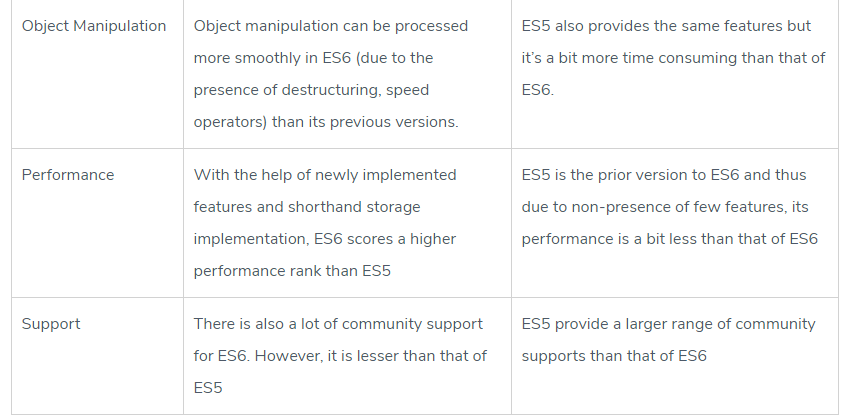 Object Manipulation
Object manipulation can be processed
more smoothly in ES6 (due to the
presence of destructuring, speed
operators) than its previous versions.
ES5 also provides the same features but
it’s a bit more time consuming than that of
ES6.
Performance
With the help of newly implemented
features and shorthand storage
implementation, ES6 scores a higher
performance rank than ES5
ES5 is the prior version to ES6 and thus
due to non-presence of few features, its
performance is a bit less than that of ES6
Support
There is also a lot of community support
for ES6. However, it is lesser than that of
ES5
ES5 provide a larger range of community
supports than that of ES6